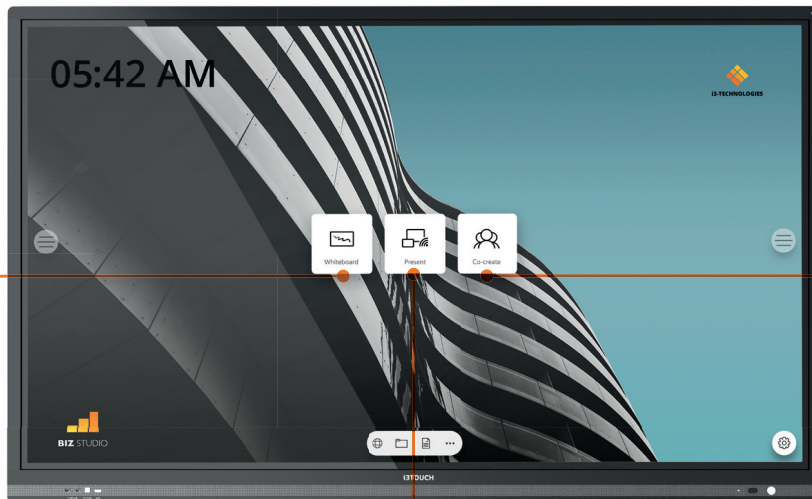 05:42 AM
i3-TECHNOLOGIES
Whiteboard
Present
Co-create
BIZ STUDIO
i3TOUCH